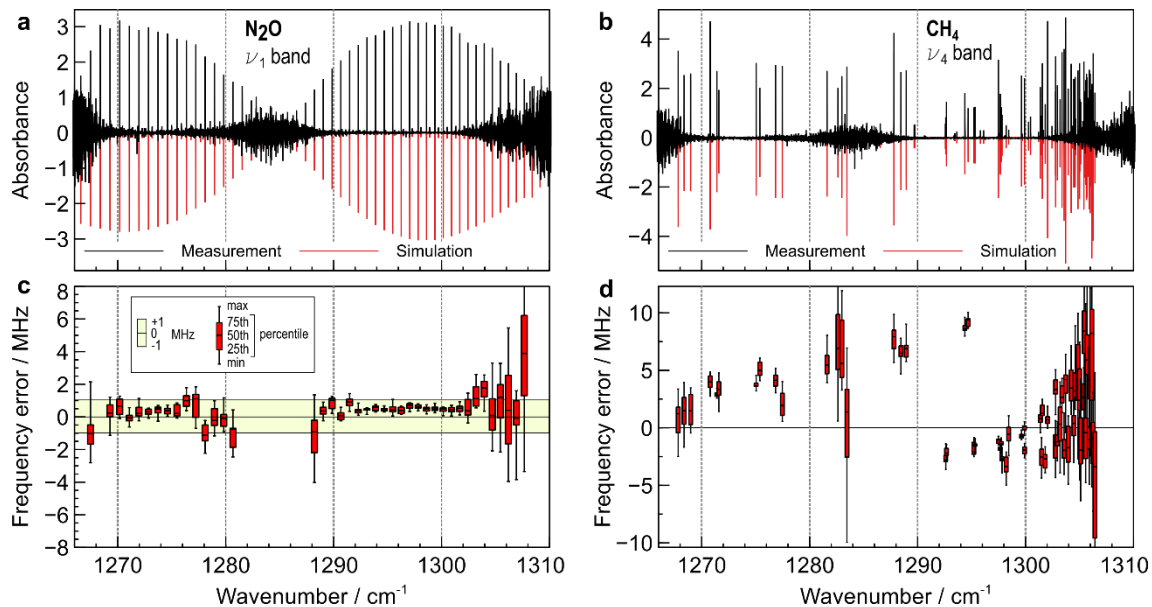 a
N₂O
ν₁ band
Absorbance
3
2
1
0
-1
-2
-3
Measurement
Simulation
b
CH₄
ν₄ band
Absorbance
4
2
0
-2
-4
Measurement
Simulation
c
Frequency error / MHz
8
6
4
2
0
-2
-4
-6
-8
+1
0 MHz
-1
max
75th
50th percentile
25th
min
1270 1280 1290 1300 1310
Wavenumber / cm⁻¹
d
Frequency error / MHz
10
5
0
-5
-10
1270 1280 1290 1300 1310
Wavenumber / cm⁻¹